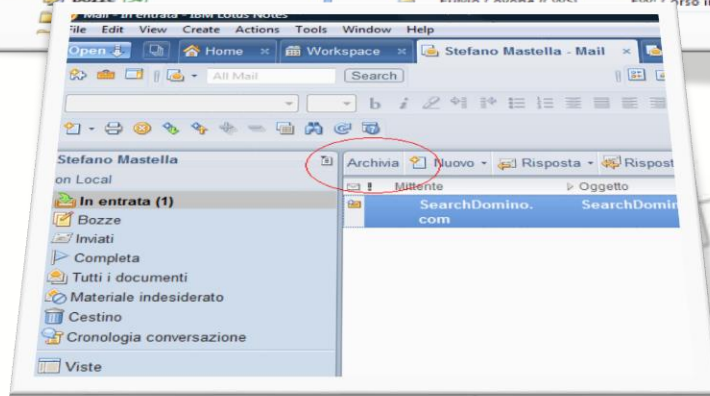 Mail - In entrata - IBM Lotus Notes
File Edit View Create Actions Tools Window Help
Open Home × Workspace × Stefano Mastella - Mail ×
All Mail Search
b i
Stefano Mastella
on Local
Archivia Nuovo Risposta Rispost
! Mittente Oggetto
In entrata (1)
SearchDomino.
com
SearchDomin
Bozze
Inviati
Completa
Tutti i documenti
Materiale indesiderato
Cestino
Cronologia conversazione
Viste